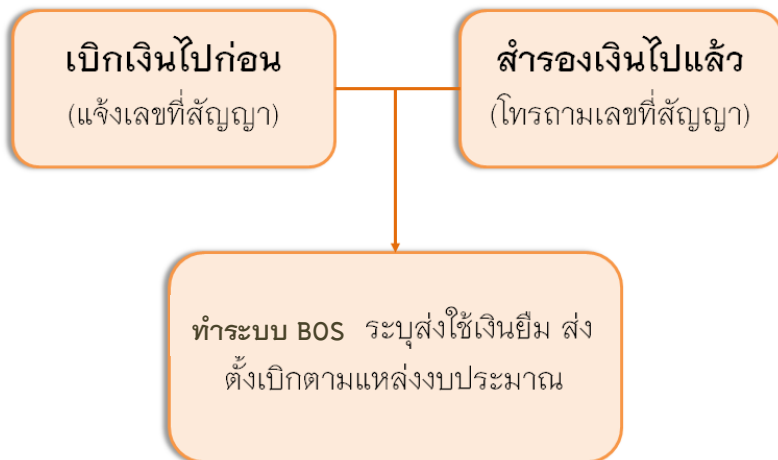 เบิกเงินไปก่อน
(แจ้งเลขที่สัญญา)
สำรองเงินไปแล้ว
(โทรถามเลขที่สัญญา)
ทำระบบ BOS ระบุส่งใช้เงินยืม ส่ง
ตั้งเบิกตามแหล่งงบประมาณ